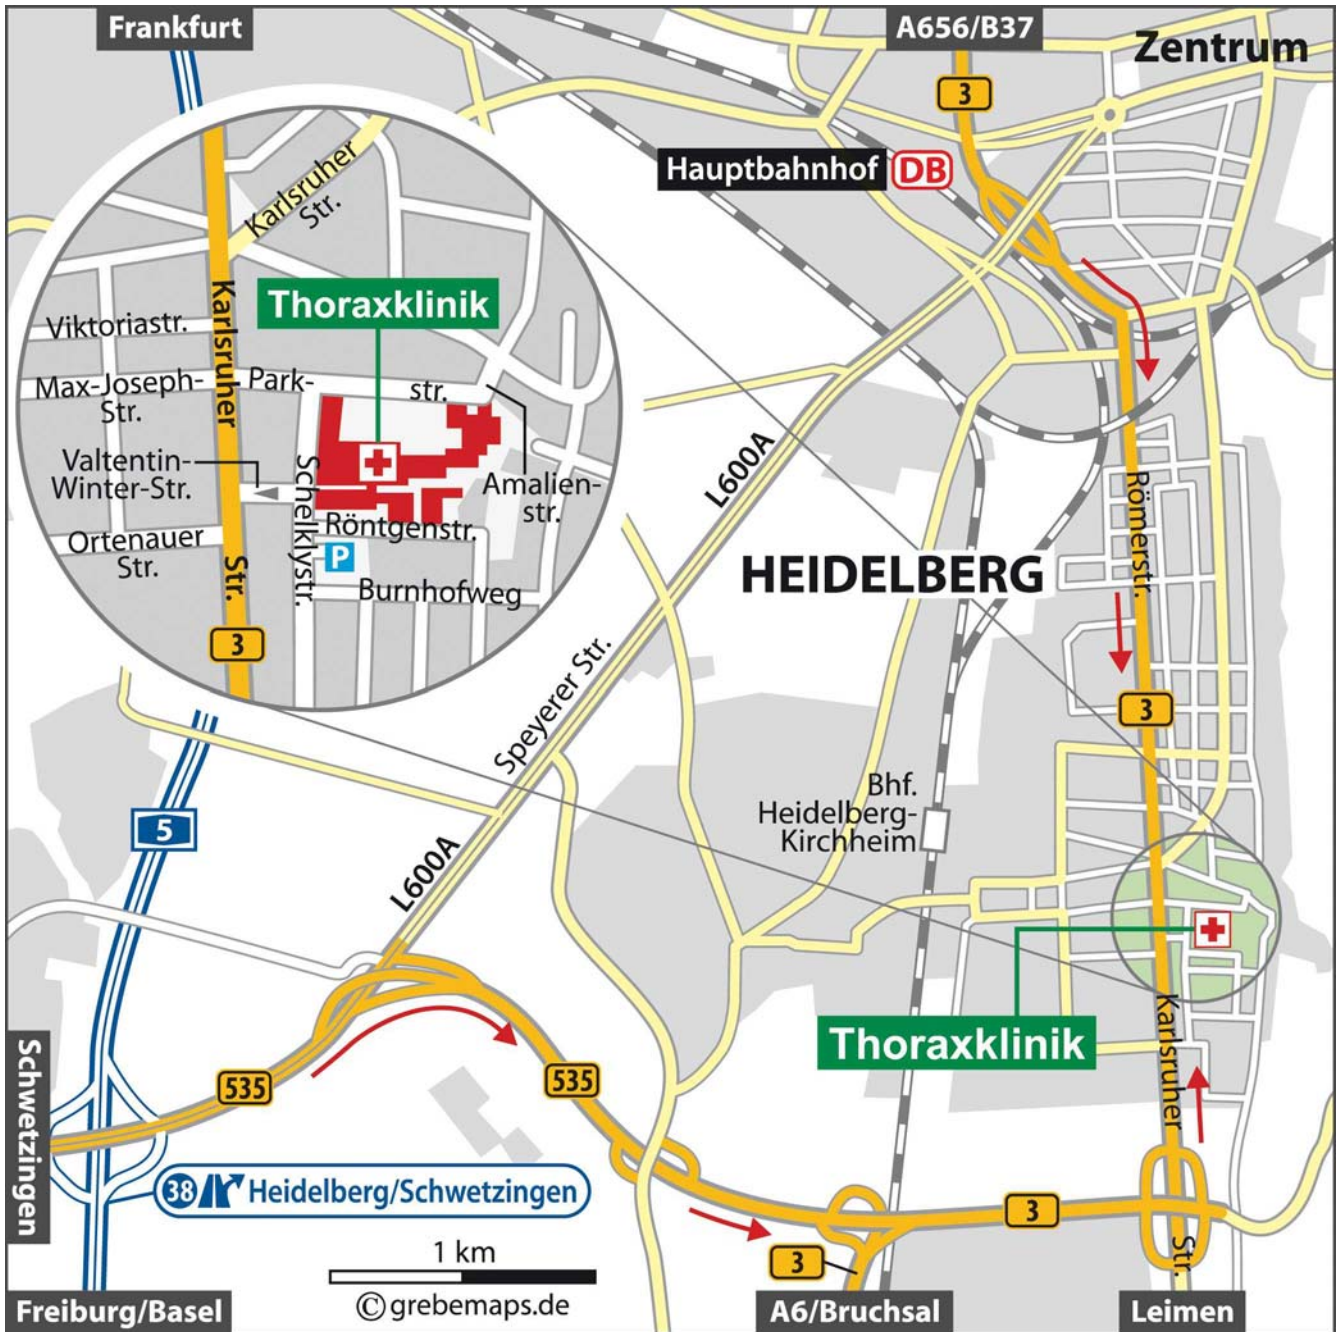 Frankfurt
A656/B37
Zentrum
3
Hauptbahnhof DB
Karlsruher
Str.
Thoraxklinik
Karlsruher
Str.
Viktoriastr.
Max-Joseph-
Str.
Park-
str.
Valtentin-
Winter-Str.
Schelklystr.
Amalien-
str.
Ortenauer
Str.
Röntgenstr.
P
Burnhofweg
3
L600A
Römerstr.
HEIDELBERG
Speyerer Str.
3
Bhf.
Heidelberg-
Kirchheim
5
L600A
Thoraxklinik
Karlsruher
Str.
Schwetzingen
535
535
38 Heidelberg/Schwetzingen
3
3
1 km
© grebemaps.de
Freiburg/Basel
A6/Bruchsal
Leimen